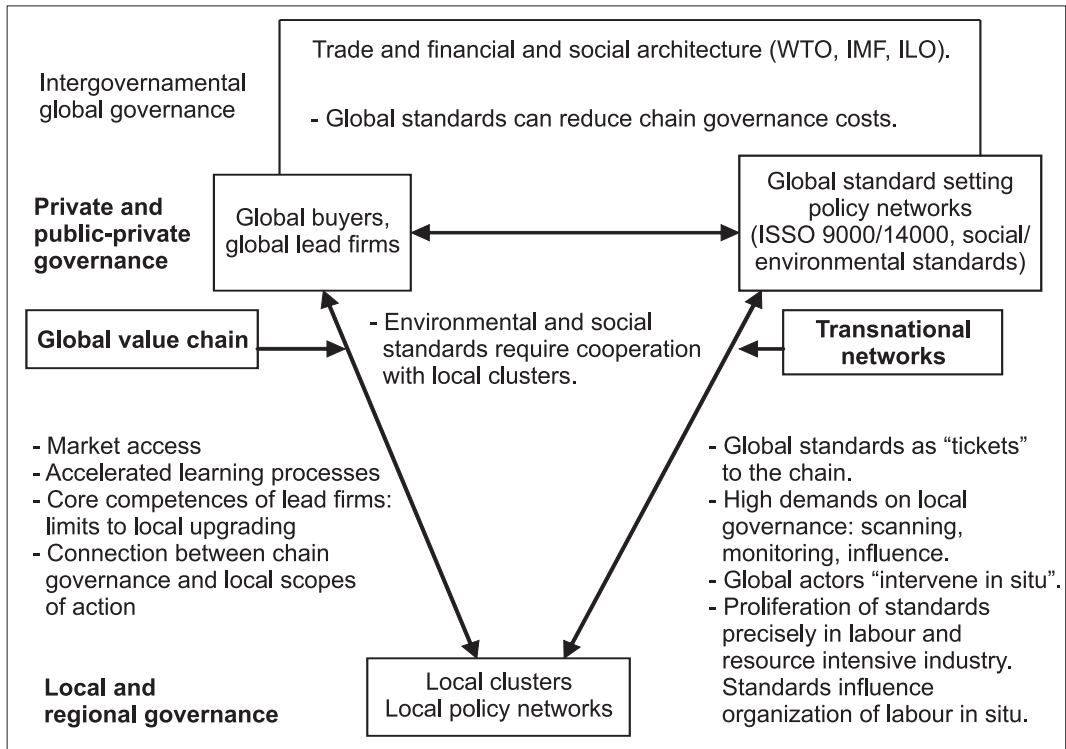 Trade and financial and social architecture (WTO, IMF, ILO).
Intergovernamental
global governance
- Global standards can reduce chain governance costs.
Private and
public-private
governance
Global buyers,
global lead firms
Global standard setting
policy networks
(ISSO 9000/14000, social/
environmental standards)
Global value chain
- Environmental and social
standards require cooperation
with local clusters.
Transnational
networks
- Market access
- Accelerated learning processes
- Core competences of lead firms:
limits to local upgrading
- Connection between chain
governance and local scopes
of action
- Global standards as “tickets”
to the chain.
- High demands on local
governance: scanning,
monitoring, influence.
- Global actors “intervene in situ”.
- Proliferation of standards
precisely in labour and
resource intensive industry.
Standards influence
organization of labour in situ.
Local and
regional governance
Local clusters
Local policy networks